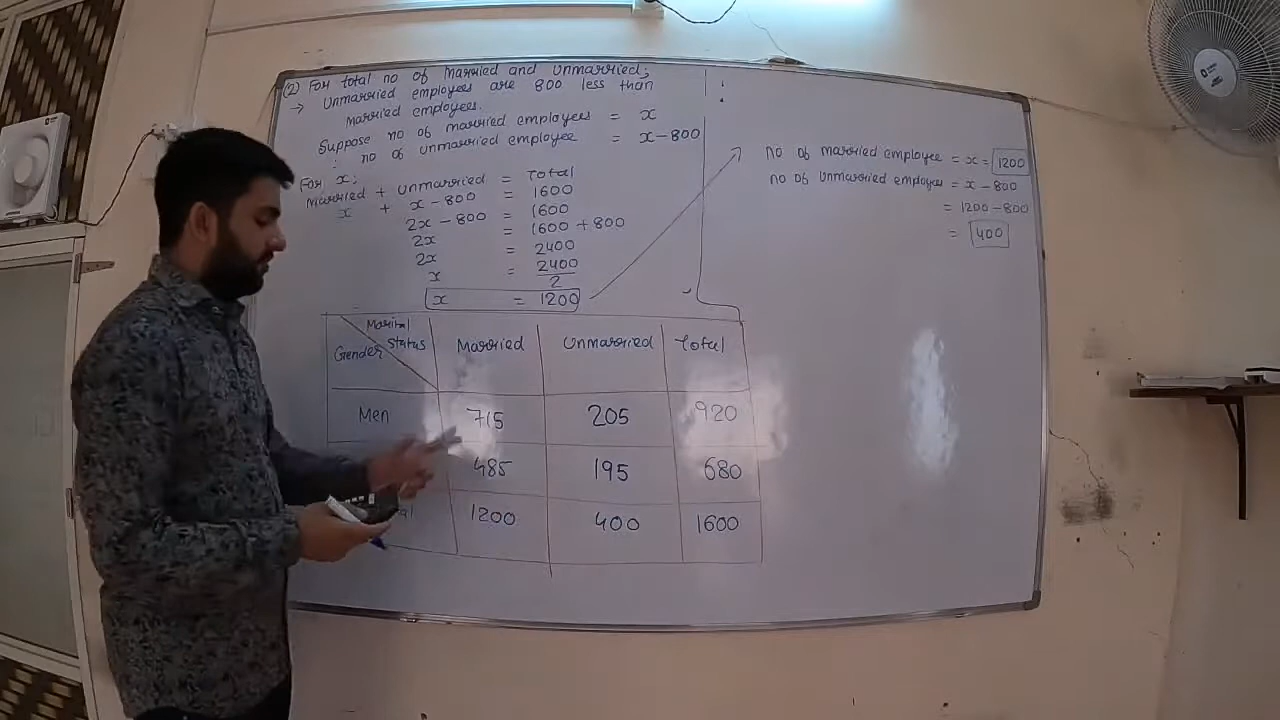 (2) For total no of Married and Unmarried,
→ Unmarried employees are 800 less than
married employees.
Suppose no of married employees = x
∴ no of unmarried employee = x-800
For x;
Married + unmarried = Total
x + x-800 = 1600
2x-800 = 1600
2x = 1600 +800
2x = 2400
x = 2400
2
x = 1200
no of married employee = x = 1200
no of unmarried employee = x-800
= 1200-800
= 400
Marital
Status
Gender
Married Unmarried Total
Men 715 205 920
485 195 680
1200 400 1600